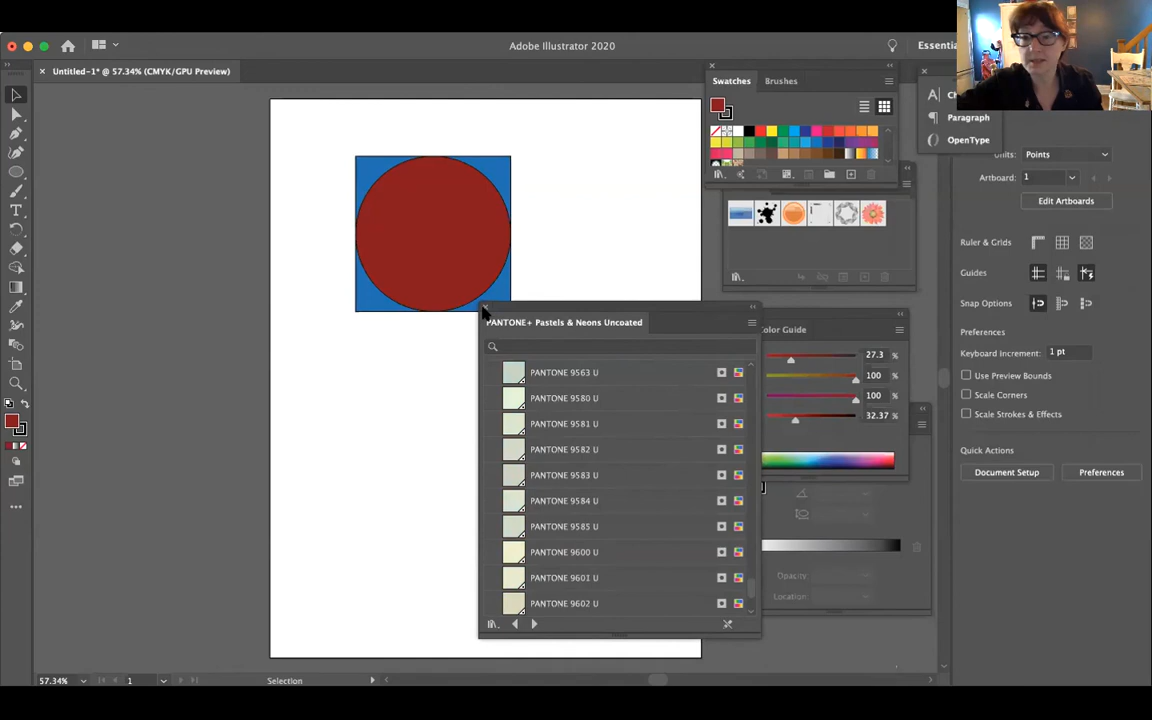 Adobe Illustrator 2020
Essentia
Untitled-1* @ 57.34% (CMYK/GPU Preview)
Swatches Brushes
Paragraph
OpenType
Units: Points
Artboard: 1
Edit Artboards
Ruler & Grids
Guides
Snap Options
Preferences
Keyboard Increment: 1 pt
Use Preview Bounds
Scale Corners
Scale Strokes & Effects
Quick Actions
Document Setup Preferences
Color Guide
27.3 %
100 %
100 %
32.37 %
Opacity:
Location:
PANTONE+ Pastels & Neons Uncoated
PANTONE 9563 U
PANTONE 9580 U
PANTONE 9581 U
PANTONE 9582 U
PANTONE 9583 U
PANTONE 9584 U
PANTONE 9585 U
PANTONE 9600 U
PANTONE 9601 U
PANTONE 9602 U
57.34% 1 Selection